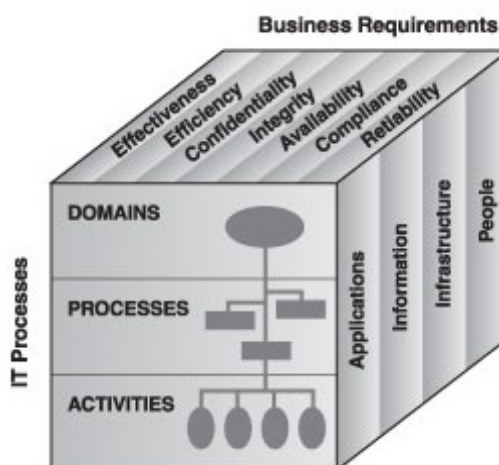 Business Requirements
Effectiveness
Efficiency
Confidentiality
Integrity
Availability
Compliance
Reliability
IT Processes
DOMAINS
PROCESSES
ACTIVITIES
Applications
Information
Infrastructure
People